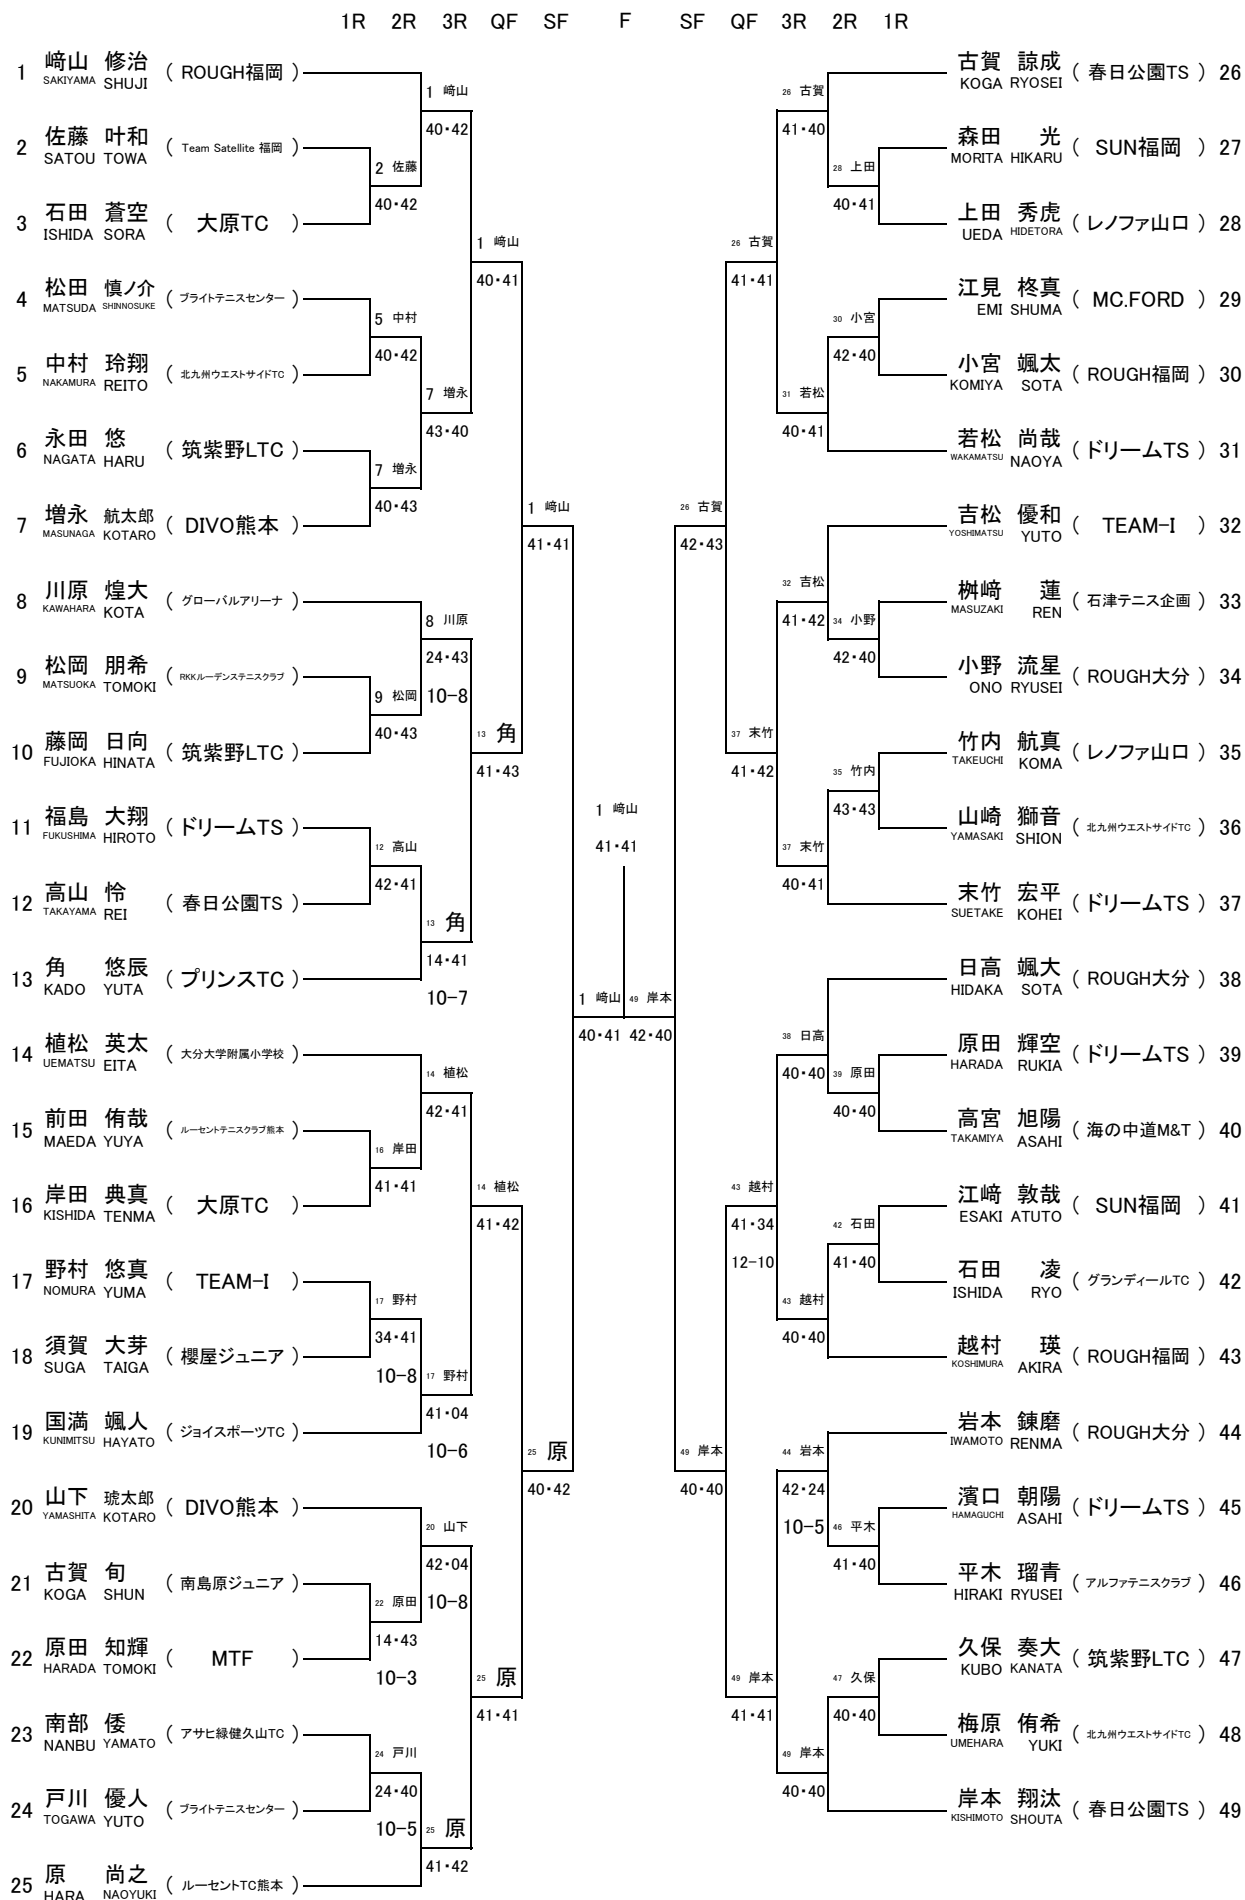 1R 2R 3R QF SF F SF QF 3R 2R 1R
1 﨑山 修治 ( ROUGH福岡 )
SAKIYAMA SHUJI
2 佐藤 叶和 ( Team Satellite 福岡 )
SATOU TOWA
3 石田 蒼空 ( 大原TC )
ISHIDA SORA
4 松田 慎ノ介 ( ブライトテニスセンター )
MATSUDA SHINNOSUKE
5 中村 玲翔 ( 北九州ウエストサイドTC )
NAKAMURA REITO
6 永田 悠 ( 筑紫野LTC )
NAGATA HARU
7 増永 航太郎 ( DIVO熊本 )
MASUNAGA KOTARO
8 川原 煌大 ( グローバルアリーナ )
KAWAHARA KOTA
9 松岡 朋希 ( RKKルーデンステニスクラブ )
MATSUOKA TOMOKI
10 藤岡 日向 ( 筑紫野LTC )
FUJIOKA HINATA
11 福島 大翔 ( ドリームTS )
FUKUSHIMA HIROTO
12 高山 怜 ( 春日公園TS )
TAKAYAMA REI
13 角 悠辰 ( プリンスTC )
KADO YUTA
14 植松 英太 ( 大分大学附属小学校 )
UEMATSU EITA
15 前田 侑哉 ( ルーセントテニスクラブ熊本 )
MAEDA YUYA
16 岸田 典真 ( 大原TC )
KISHIDA TENMA
17 野村 悠真 ( TEAM-I )
NOMURA YUMA
18 須賀 大芽 ( 櫻屋ジュニア )
SUGA TAIGA
19 国満 颯人 ( ジョイスポーツTC )
KUNIMITSU HAYATO
20 山下 琥太郎 ( DIVO熊本 )
YAMASHITA KOTARO
21 古賀 旬 ( 南島原ジュニア )
KOGA SHUN
22 原田 知輝 ( MTF )
HARADA TOMOKI
23 南部 倭 ( アサヒ緑健久山TC )
NANBU YAMATO
24 戸川 優人 ( ブライトテニスセンター )
TOGAWA YUTO
25 原 尚之 ( ルーセントTC熊本 )
HARA NAOYUKI
2 佐藤
40・42
5 中村
40・42
7 増永
40・43
9 松岡
40・43
12 高山
42・41
16 岸田
41・41
17 野村
34・41
10-8
22 原田
14・43
10-3
24 戸川
24・40
10-5
1 﨑山
40・42
7 増永
43・40
8 川原
24・43
10-8
13 角
14・41
10-7
14 植松
42・41
17 野村
41・04
10-6
20 山下
42・04
10-8
25 原
41・42
1 﨑山
40・41
13 角
41・43
14 植松
41・42
25 原
41・41
1 﨑山
41・41
25 原
40・42
1 﨑山
40・41
1 﨑山
41・41
49 岸本
42・40
26 古賀
42・43
49 岸本
40・40
26 古賀
41・41
37 末竹
41・42
43 越村
41・34
12-10
49 岸本
41・41
26 古賀
41・40
31 若松
40・41
32 吉松
41・42
37 末竹
40・41
38 日高
40・40
43 越村
40・40
44 岩本
42・24
10-5
49 岸本
40・40
28 上田
40・41
30 小宮
42・40
34 小野
42・40
35 竹内
43・43
39 原田
40・40
42 石田
41・40
46 平木
41・40
47 久保
40・40
古賀 諒成 ( 春日公園TS ) 26
KOGA RYOSEI
森田 光 ( SUN福岡 ) 27
MORITA HIKARU
上田 秀虎 ( レノファ山口 ) 28
UEDA HIDETORA
江見 柊真 ( MC.FORD ) 29
EMI SHUMA
小宮 颯太 ( ROUGH福岡 ) 30
KOMIYA SOTA
若松 尚哉 ( ドリームTS ) 31
WAKAMATSU NAOYA
吉松 優和 ( TEAM-I ) 32
YOSHIMATSU YUTO
桝﨑 蓮 ( 石津テニス企画 ) 33
MASUZAKI REN
小野 流星 ( ROUGH大分 ) 34
ONO RYUSEI
竹内 航真 ( レノファ山口 ) 35
TAKEUCHI KOMA
山崎 獅音 ( 北九州ウエストサイドTC ) 36
YAMASAKI SHION
末竹 宏平 ( ドリームTS ) 37
SUETAKE KOHEI
日高 颯大 ( ROUGH大分 ) 38
HIDAKA SOTA
原田 輝空 ( ドリームTS ) 39
HARADA RUKIA
高宮 旭陽 ( 海の中道M&T ) 40
TAKAMIYA ASAHI
江﨑 敦哉 ( SUN福岡 ) 41
ESAKI ATUTO
石田 凌 ( グランディールTC ) 42
ISHIDA RYO
越村 瑛 ( ROUGH福岡 ) 43
KOSHIMURA AKIRA
岩本 錬磨 ( ROUGH大分 ) 44
IWAMOTO RENMA
濱口 朝陽 ( ドリームTS ) 45
HAMAGUCHI ASAHI
平木 瑠青 ( アルファテニスクラブ ) 46
HIRAKI RYUSEI
久保 奏大 ( 筑紫野LTC ) 47
KUBO KANATA
梅原 侑希 ( 北九州ウエストサイドTC ) 48
UMEHARA YUKI
岸本 翔汰 ( 春日公園TS ) 49
KISHIMOTO SHOUTA